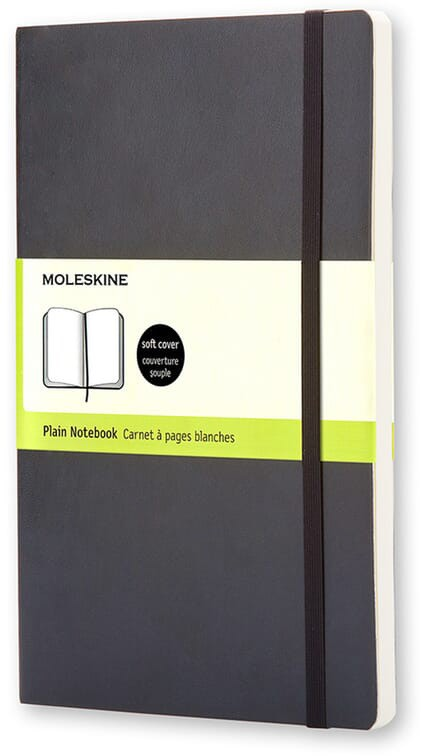 MOLESKINE
soft cover
couverture
souple
Plain Notebook Carnet à pages blanches